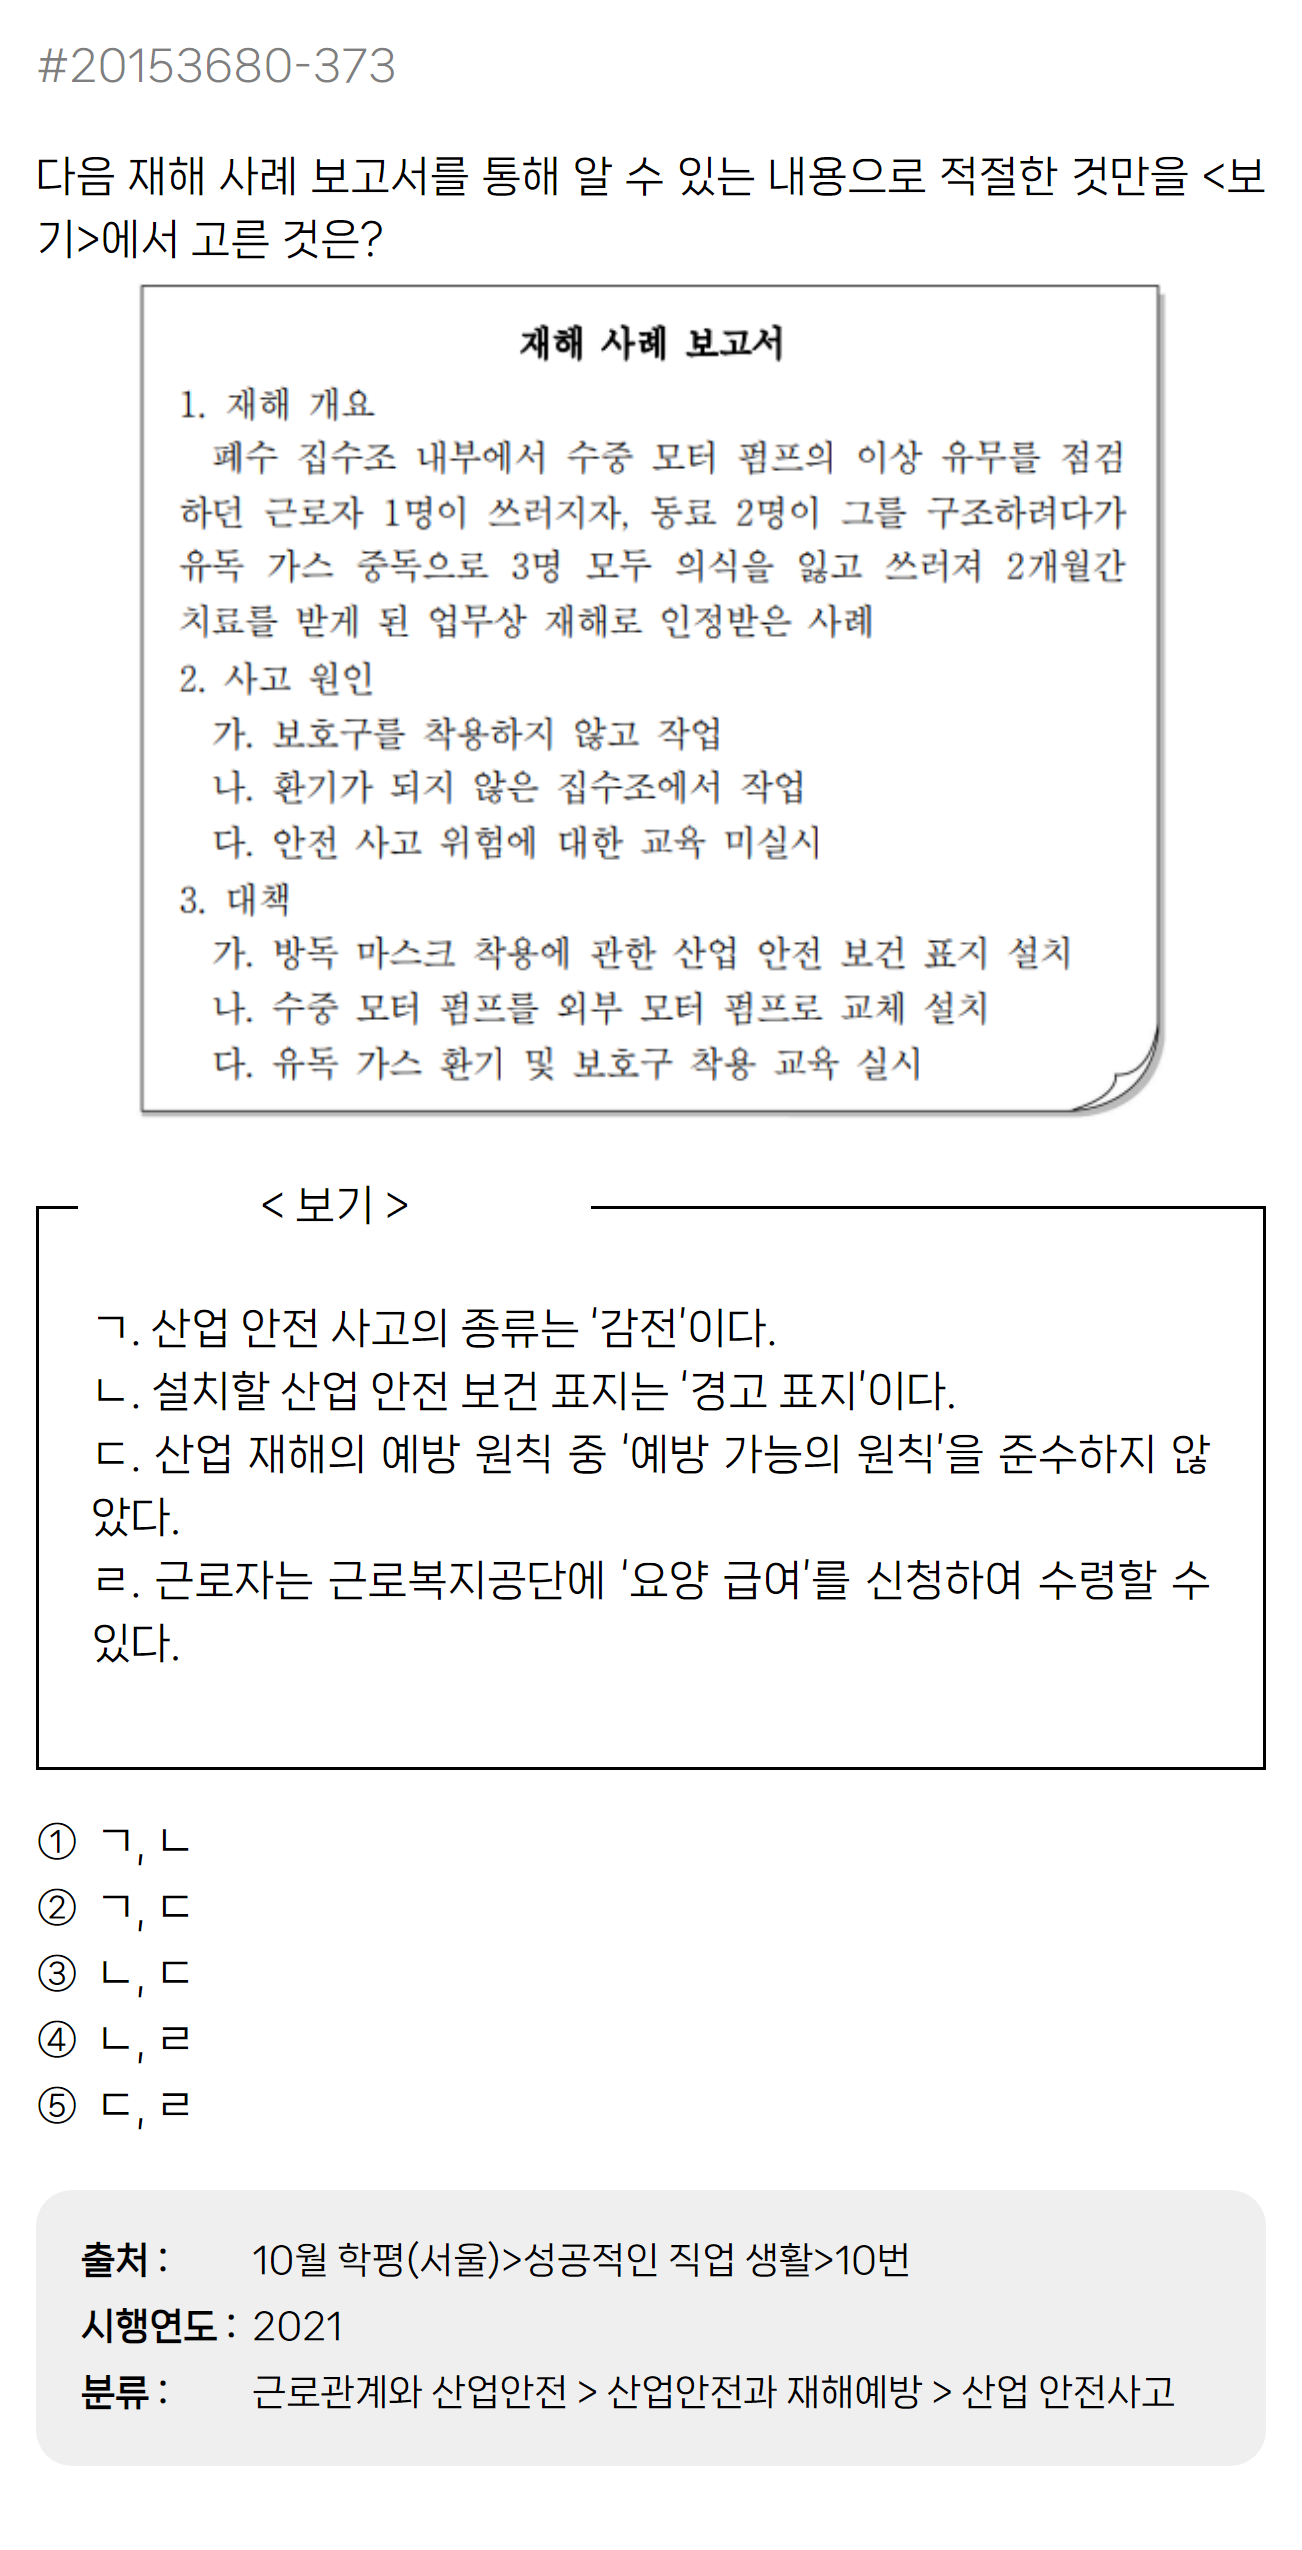 #20153680-373
다음 재해 사례 보고서를 통해 알 수 있는 내용으로 적절한 것만을 <보
기>에서 고른 것은?
재해 사례 보고서
1. 재해 개요
폐수 집수조 내부에서 수중 모터 펌프의 이상 유무를 점검
하던 근로자 1명이 쓰러지자, 동료 2명이 그를 구조하려다가
유독 가스 중독으로 3명 모두 의식을 잃고 쓰러져 2개월간
치료를 받게 된 업무상 재해로 인정받은 사례
2. 사고 원인
가. 보호구를 착용하지 않고 작업
나. 환기가 되지 않은 집수조에서 작업
다. 안전 사고 위험에 대한 교육 미실시
3. 대책
가. 방독 마스크 착용에 관한 산업 안전 보건 표지 설치
나. 수중 모터 펌프를 외부 모터 펌프로 교체 설치
다. 유독 가스 환기 및 보호구 착용 교육 실시
< 보기 >
ㄱ. 산업 안전 사고의 종류는 '감전'이다.
ㄴ. 설치할 산업 안전 보건 표지는 '경고 표지'이다.
ㄷ. 산업 재해의 예방 원칙 중 '예방 가능의 원칙'을 준수하지 않
았다.
ㄹ. 근로자는 근로복지공단에 '요양 급여'를 신청하여 수령할 수
있다.
① ㄱ, ㄴ
② ㄱ, ㄷ
③ ㄴ, ㄷ
④ ㄴ, ㄹ
⑤ ㄷ, ㄹ
출처 : 10월 학평(서울)>성공적인 직업 생활>10번
시행연도 : 2021
분류 : 근로관계와 산업안전 > 산업안전과 재해예방 > 산업 안전사고